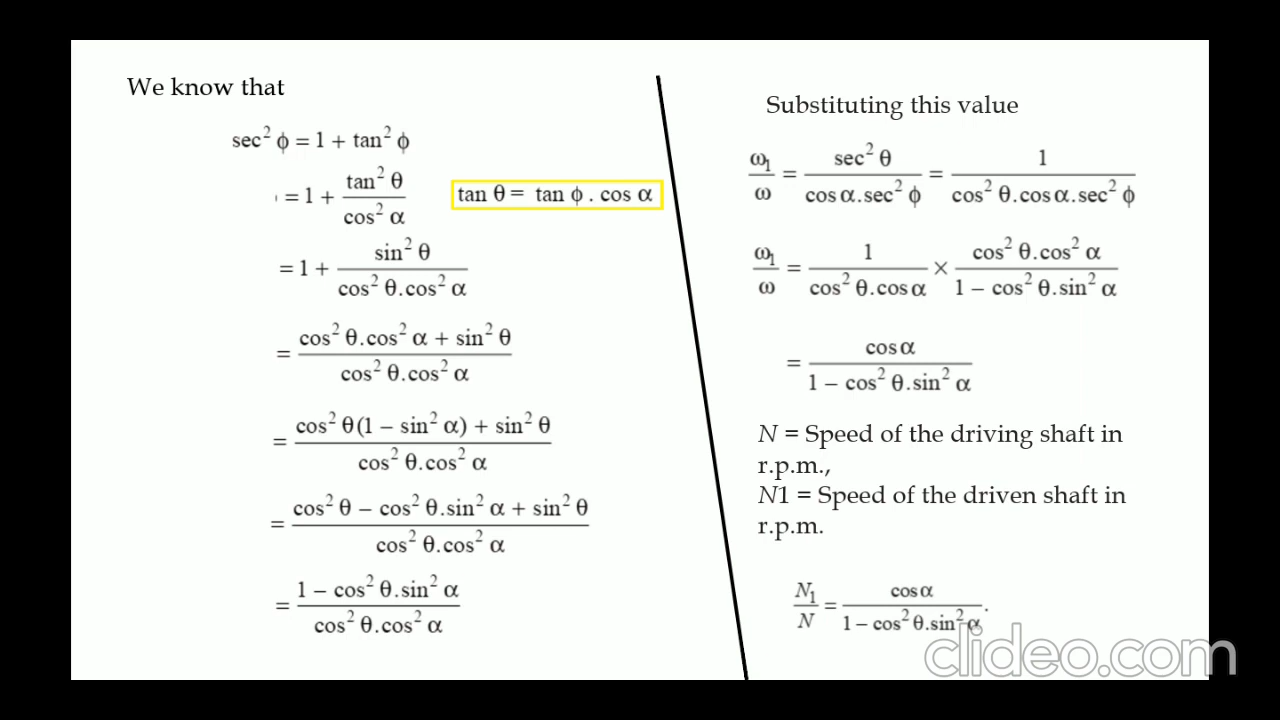 We know that
sec² ϕ = 1 + tan² ϕ
= 1 + tan² θ / cos² α
tan θ = tan ϕ . cos α
= 1 + sin² θ / cos² θ.cos² α
= cos² θ.cos² α + sin² θ / cos² θ.cos² α
= cos² θ(1 − sin² α) + sin² θ / cos² θ.cos² α
= cos² θ − cos² θ.sin² α + sin² θ / cos² θ.cos² α
= 1 − cos² θ.sin² α / cos² θ.cos² α
Substituting this value
ω₁ / ω = sec² θ / cos α.sec² ϕ = 1 / cos² θ.cos α.sec² ϕ
ω₁ / ω = 1 / cos² θ.cos α × cos² θ.cos² α / 1 − cos² θ.sin² α
= cos α / 1 − cos² θ.sin² α
N = Speed of the driving shaft in
r.p.m.,
N1 = Speed of the driven shaft in
r.p.m.
N₁ / N = cos α / 1 − cos² θ.sin² α .
clideo.com